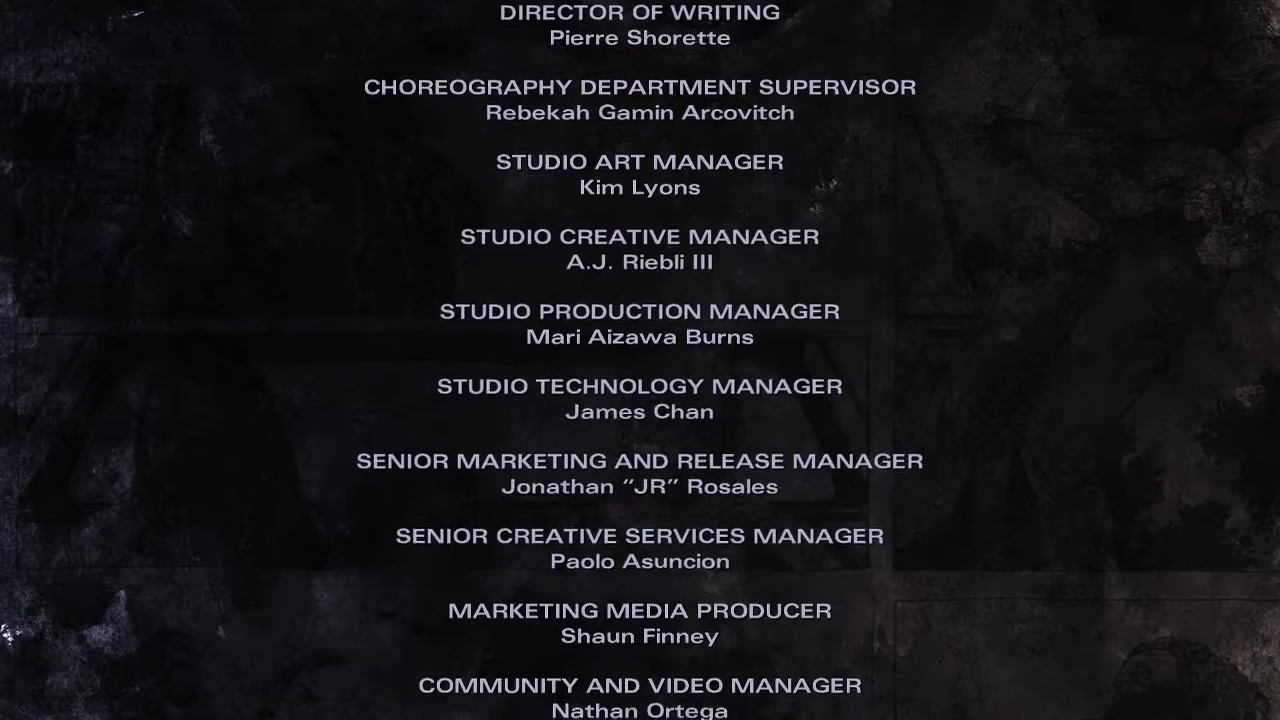 DIRECTOR OF WRITING
Pierre Shorette
CHOREOGRAPHY DEPARTMENT SUPERVISOR
Rebekah Gamin Arcovitch
STUDIO ART MANAGER
Kim Lyons
STUDIO CREATIVE MANAGER
A.J. Riebli III
STUDIO PRODUCTION MANAGER
Mari Aizawa Burns
STUDIO TECHNOLOGY MANAGER
James Chan
SENIOR MARKETING AND RELEASE MANAGER
Jonathan “JR” Rosales
SENIOR CREATIVE SERVICES MANAGER
Paolo Asuncion
MARKETING MEDIA PRODUCER
Shaun Finney
COMMUNITY AND VIDEO MANAGER
Nathan Ortega